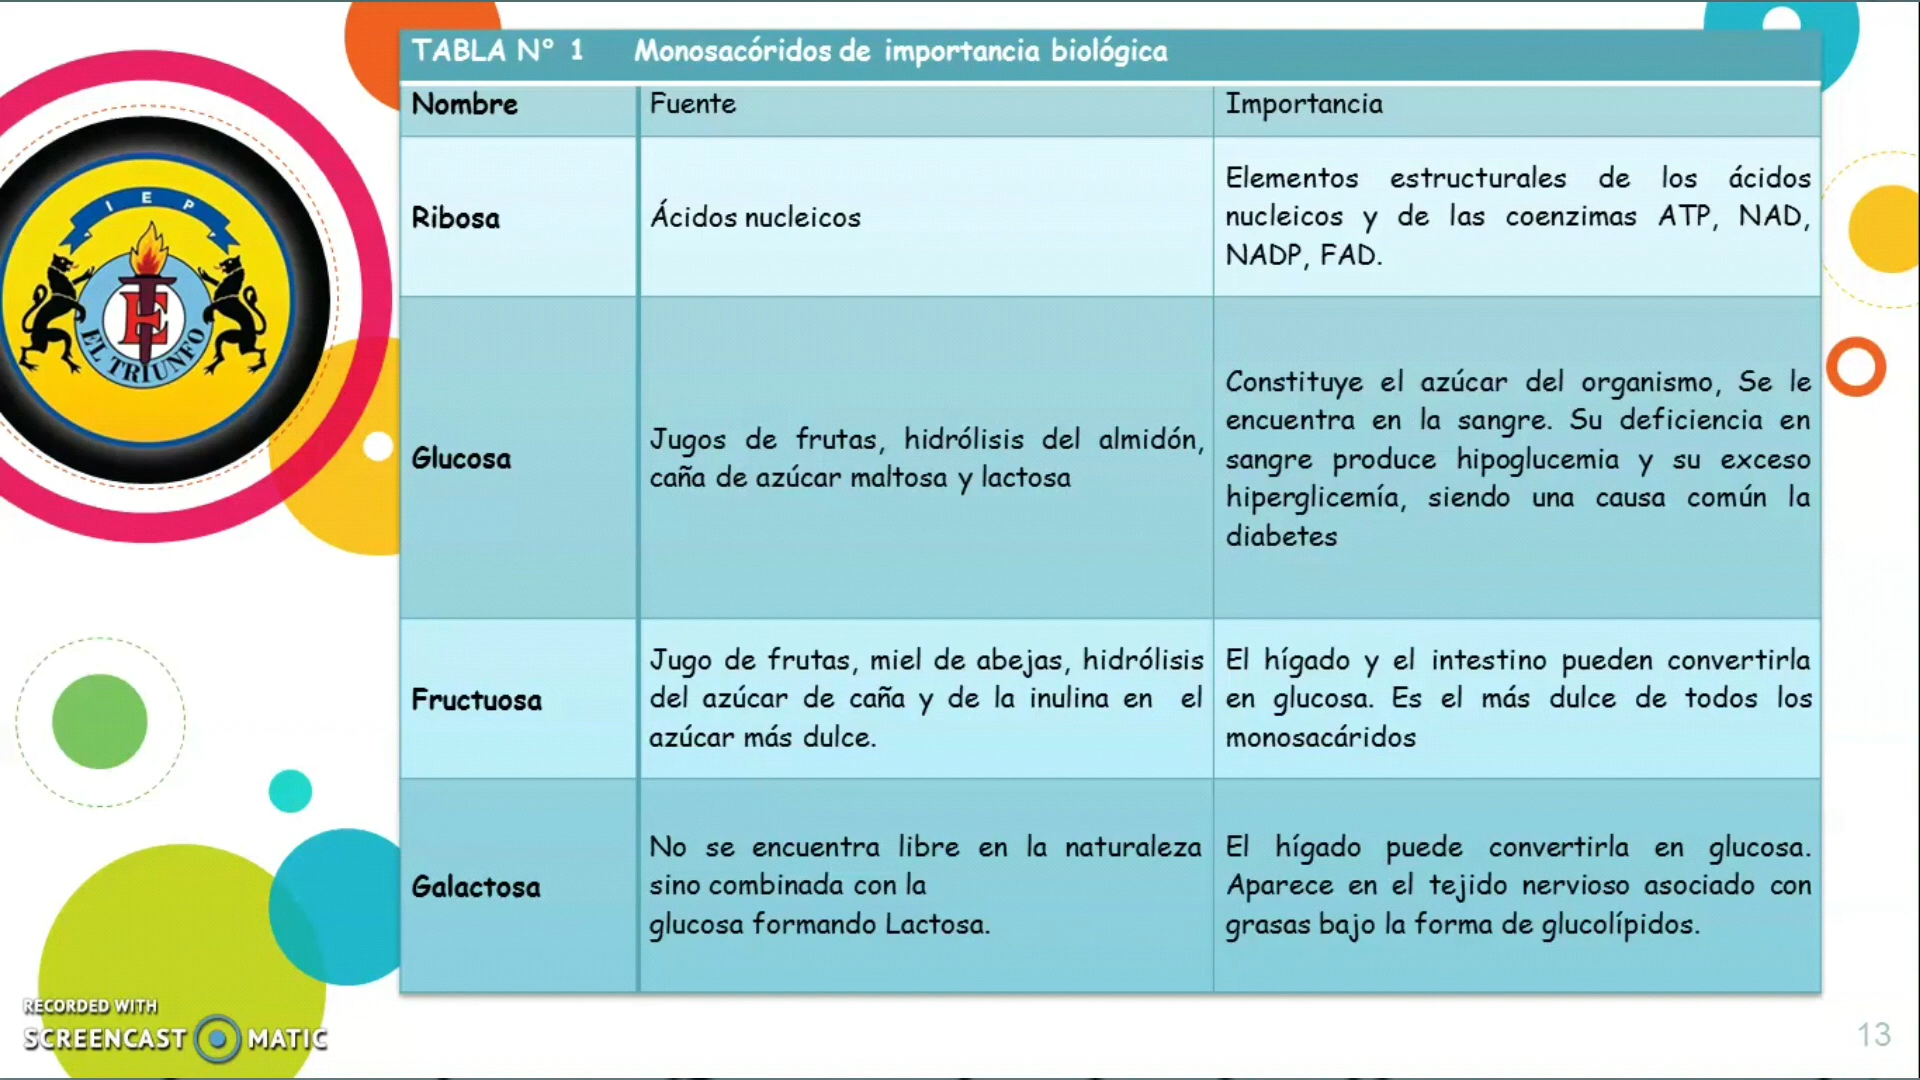 TABLA N° 1 Monosacóridos de importancia biológica
Nombre
Fuente
Importancia
Ribosa
Ácidos nucleicos
Elementos estructurales de los ácidos
nucleicos y de las coenzimas ATP, NAD,
NADP, FAD.
Glucosa
Jugos de frutas, hidrólisis del almidón,
caña de azúcar maltosa y lactosa
Constituye el azúcar del organismo, Se le
encuentra en la sangre. Su deficiencia en
sangre produce hipoglucemia y su exceso
hiperglicemía, siendo una causa común la
diabetes
Fructuosa
Jugo de frutas, miel de abejas, hidrólisis
del azúcar de caña y de la inulina en el
azúcar más dulce.
El hígado y el intestino pueden convertirla
en glucosa. Es el más dulce de todos los
monosacáridos
Galactosa
No se encuentra libre en la naturaleza
sino combinada con la
glucosa formando Lactosa.
El hígado puede convertirla en glucosa.
Aparece en el tejido nervioso asociado con
grasas bajo la forma de glucolípidos.
I E P
E
EL TRIUNFO
RECORDED WITH
SCREENCAST MATIC
13